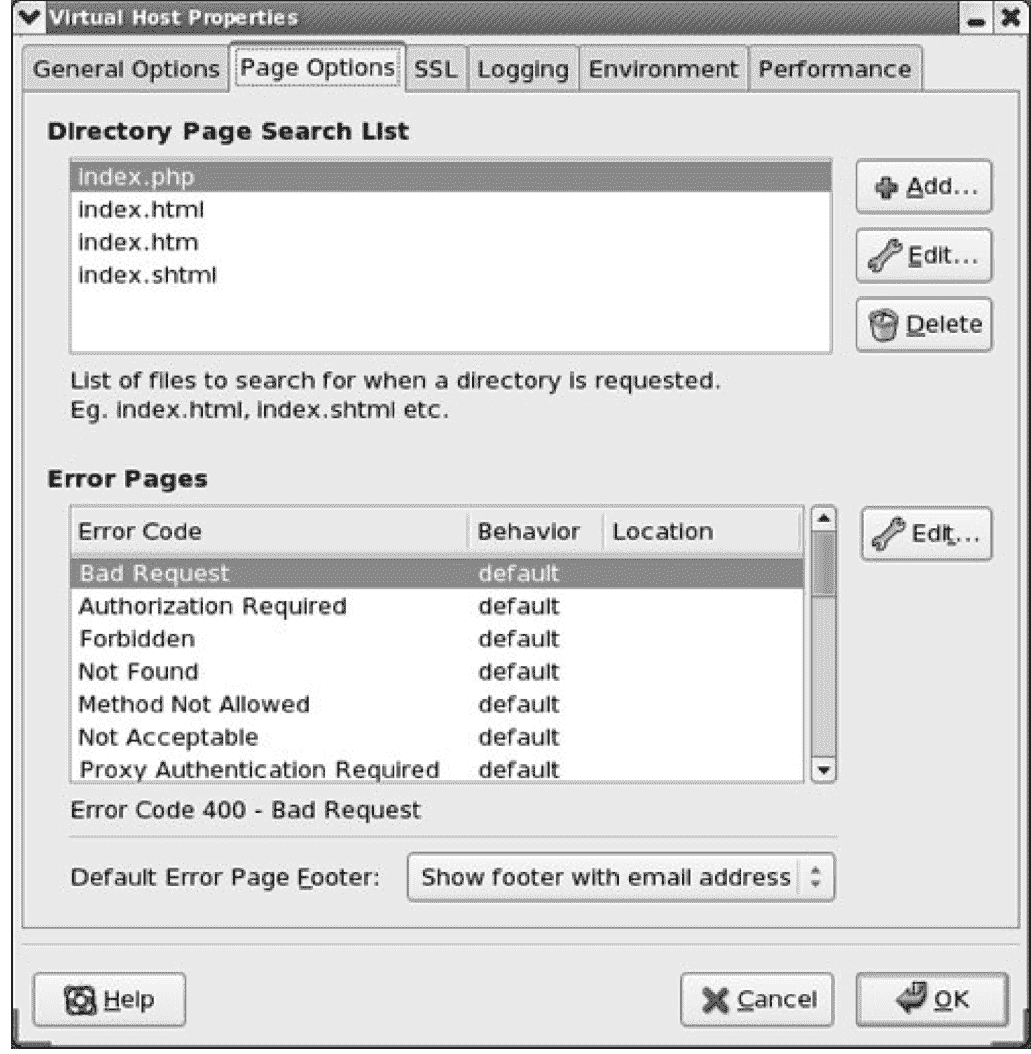 Virtual Host Properties
General Options Page Options SSL Logging Environment Performance
Directory Page Search List
index.php
index.html
index.htm
index.shtml
Add...
Edit...
Delete
List of files to search for when a directory is requested.
Eg. index.html, index.shtml etc.
Error Pages
Error Code Behavior Location
Bad Request default
Authorization Required default
Forbidden default
Not Found default
Method Not Allowed default
Not Acceptable default
Proxy Authentication Required default
Edit...
Error Code 400 - Bad Request
Default Error Page Footer: Show footer with email address
Help Cancel OK